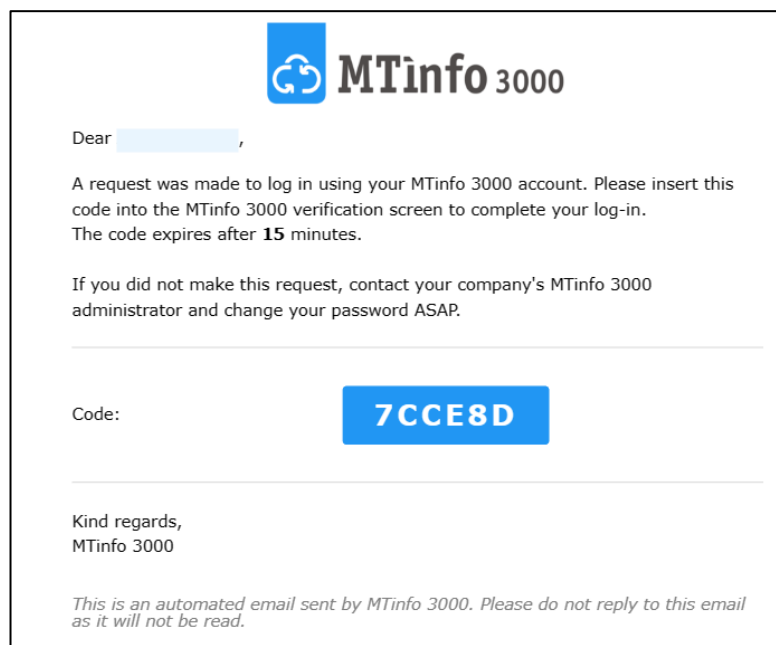 MTinfo 3000
Dear ,
A request was made to log in using your MTinfo 3000 account. Please insert this
code into the MTinfo 3000 verification screen to complete your log-in.
The code expires after 15 minutes.
If you did not make this request, contact your company's MTinfo 3000
administrator and change your password ASAP.
Code: 7CCE8D
Kind regards,
MTinfo 3000
This is an automated email sent by MTinfo 3000. Please do not reply to this email
as it will not be read.